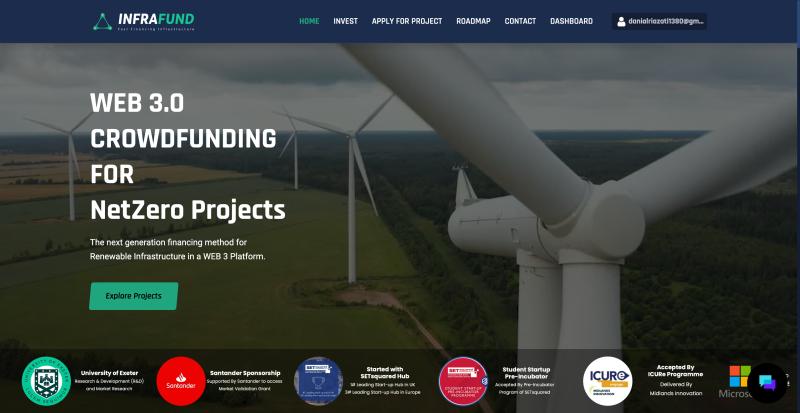 INFRAFUND
Fast Financing Infrastructure
HOME
INVEST
APPLY FOR PROJECT
ROADMAP
CONTACT
DASHBOARD
danialriazati1380@gm...
WEB 3.0
CROWDFUNDING
FOR
NetZero Projects
The next generation financing method for
Renewable Infrastructure in a WEB 3 Platform.
Explore Projects
University of Exeter
Research & Development (R&D)
and Market Research
Santander
Santander Sponsorship
Supported By Santander to access
Market Validation Grant
SETsquared
Started with
SETsquared Hub
1# Leading Start-up Hub in UK
3# Leading Start-up Hub in Europe
STUDENT START-UP
PRE-INCUBATOR
PROGRAMME
Student Startup
Pre-Incubator
Accepted By Pre-Incubator
Program of SETsquared
ICURe
MIDLANDS
INNOVATION
Accepted By
ICURe Programme
Delivered By
Midlands Innovation